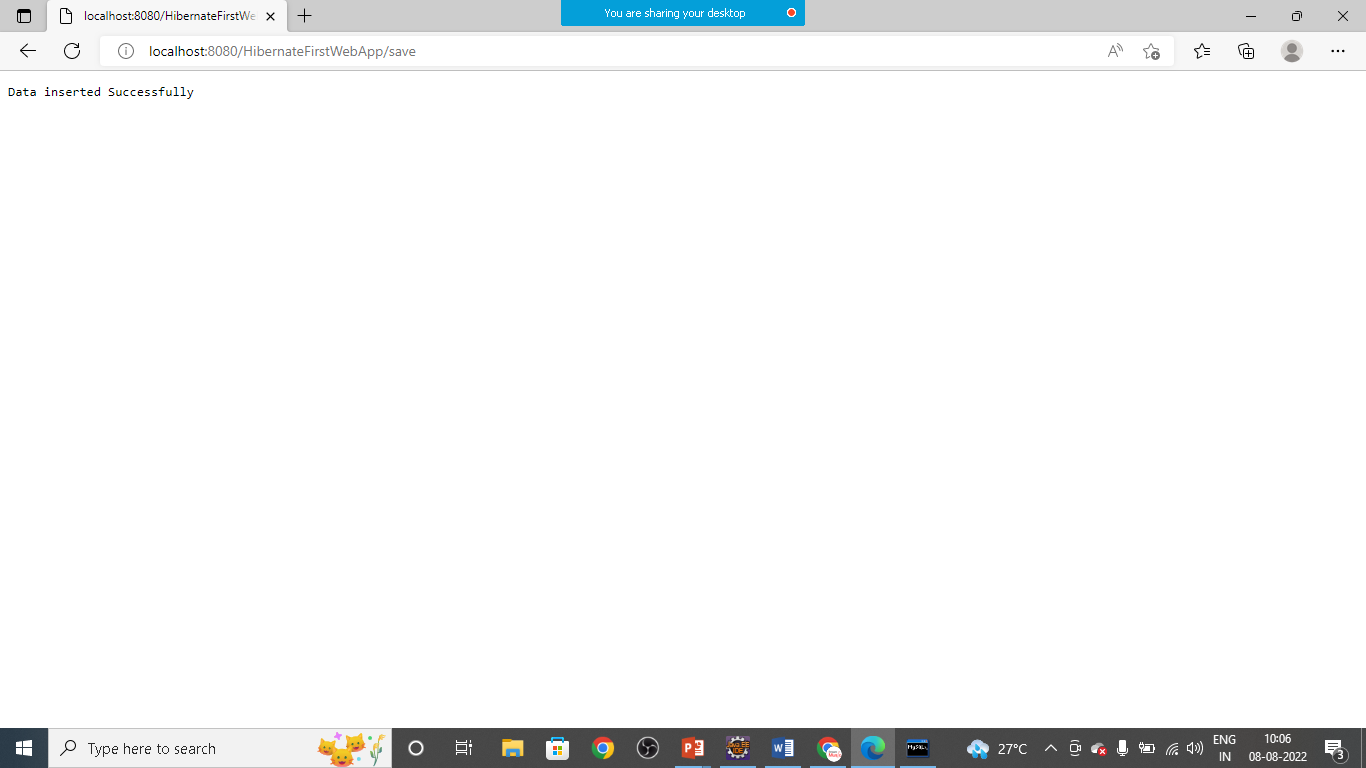 localhost:8080/HibernateFirstWe
You are sharing your desktop
localhost:8080/HibernateFirstWebApp/save
Data inserted Successfully
Type here to search
27°C
ENG
IN
10:06
08-08-2022
3